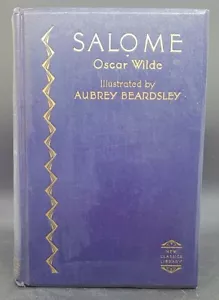 SALOME
Oscar Wilde
Illustrated by
AUBREY BEARDSLEY
NEW
CLASSICS
LIBRARY